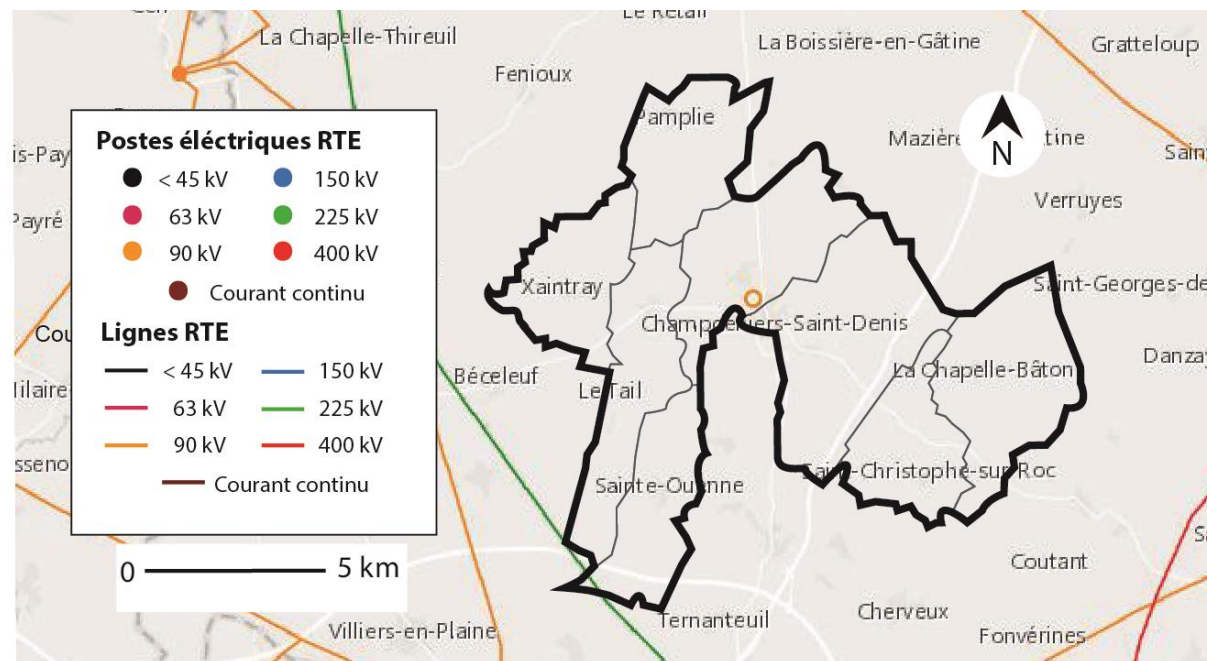 Le Retail
La Chapelle-Thireuil
La Boissière-en-Gâtine
Gratteloup
Fenioux
Pamplie
Postes éléctriques RTE
< 45 kV
150 kV
63 kV
225 kV
90 kV
400 kV
Courant continu
Lignes RTE
< 45 kV
150 kV
63 kV
225 kV
90 kV
400 kV
Courant continu
0
5 km
N
is-Pay
Mazière
tine
Saint
Payré
Verruyes
Xaintray
Saint-Georges-de
Cou
Champdeniers-Saint-Denis
Danzay
Hilaire
Béceleuf
La Chapelle-Bâton
Le Tail
sseno
Sainte-Ouenne
Saint-Christophe-sur Roc
Coutant
Ternanteuil
Cherveux
Villiers-en-Plaine
Fonvérines